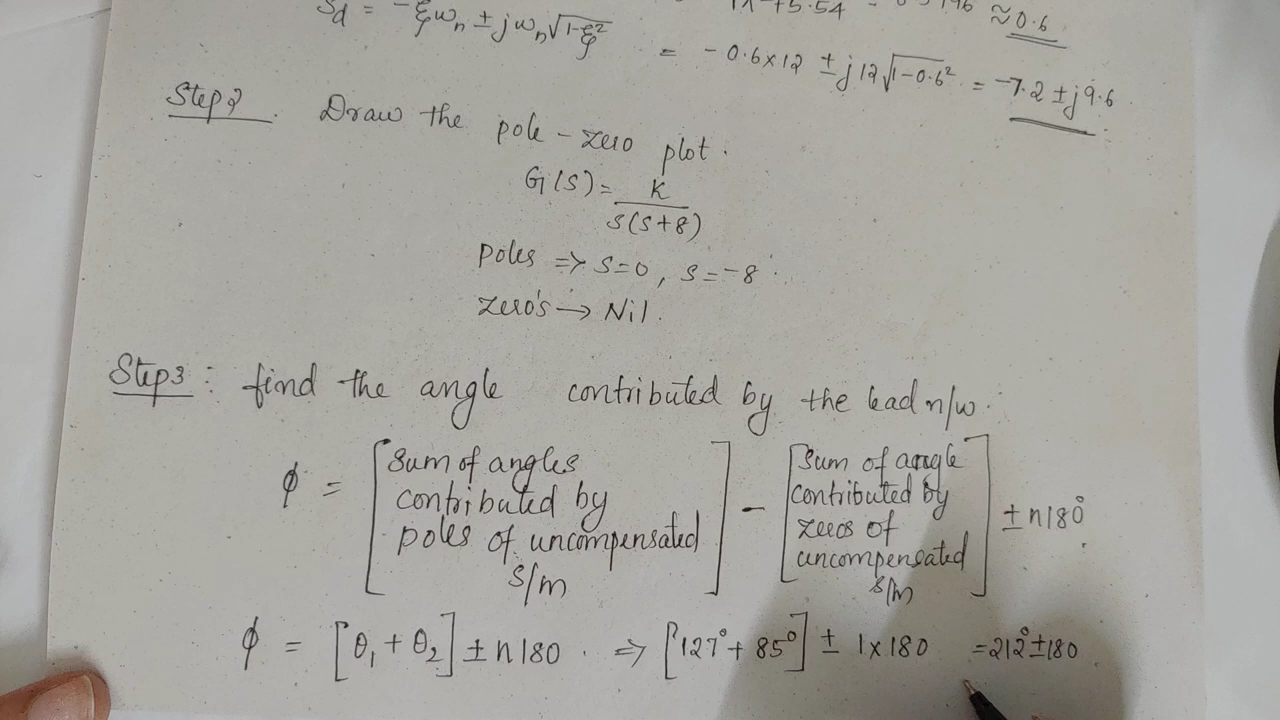 Sd = -ξωn ± jωn√1-ξ² = -0.6×12 ± j12√1-0.6² = -7.2 ± j9.6
≈0.6
Step2 Draw the pole-zero plot.
G(S) = K / S(S+8)
Poles => S=0, S=-8.
Zero's → Nil.
Step3: find the angle contributed by the lead n/w.
ϕ = [Sum of angles contributed by poles of uncompensated S/m] - [Sum of angle contributed by zeros of uncompensated S/m] ± n180°
ϕ = [θ₁ + θ₂] ± n180. => [127° + 85°] ± 1×180 = 212° ± 180